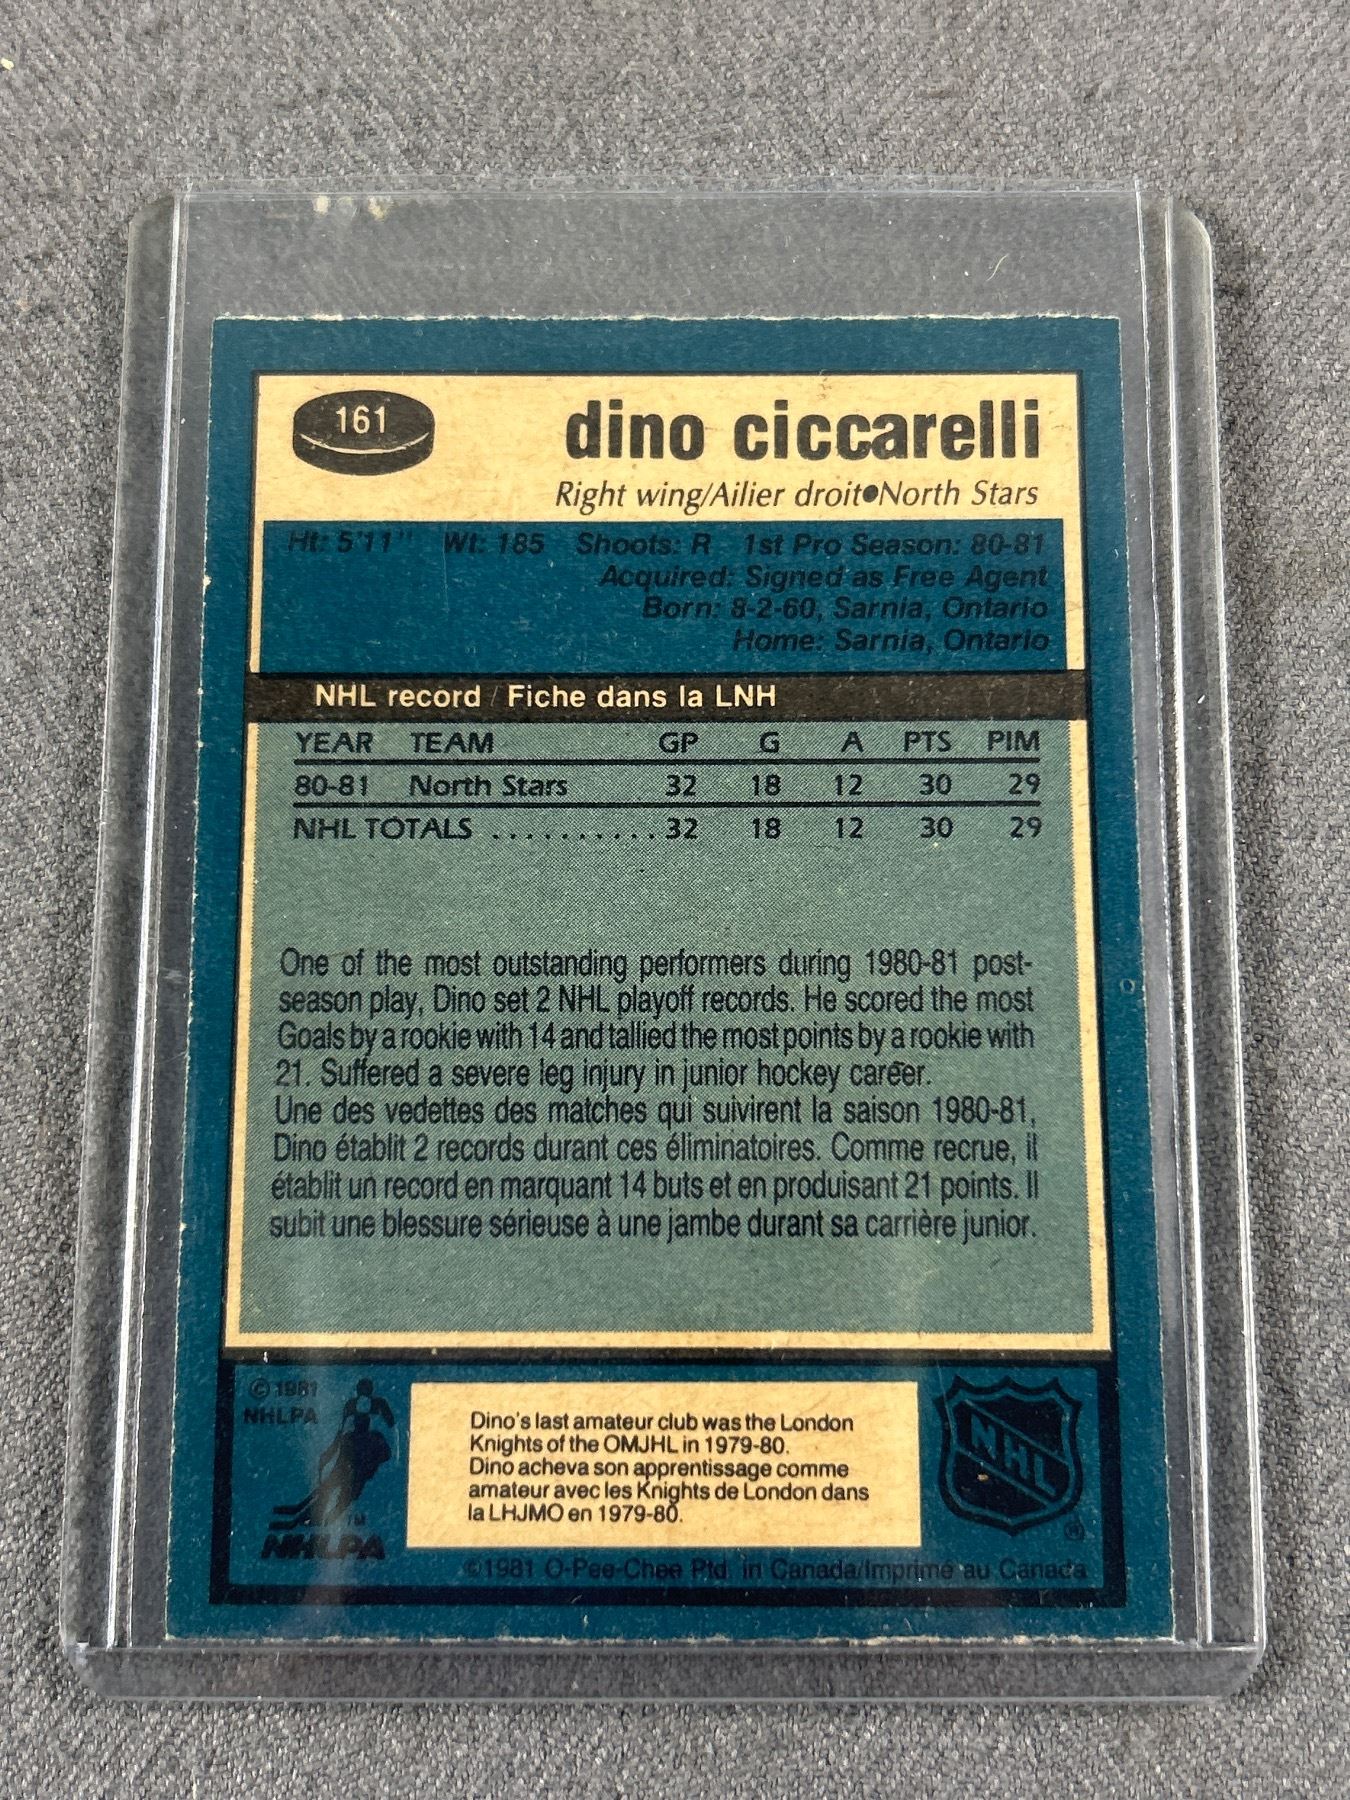 161
dino ciccarelli
Right wing/Ailier droit●North Stars
Ht: 5'11" Wt: 185 Shoots: R 1st Pro Season: 80-81
Acquired: Signed as Free Agent
Born: 8-2-60, Sarnia, Ontario
Home: Sarnia, Ontario
NHL record / Fiche dans la LNH
YEAR TEAM GP G A PTS PIM
80-81 North Stars 32 18 12 30 29
NHL TOTALS .......... 32 18 12 30 29
One of the most outstanding performers during 1980-81 post-
season play, Dino set 2 NHL playoff records. He scored the most
Goals by a rookie with 14 and tallied the most points by a rookie with
21. Suffered a severe leg injury in junior hockey career.
Une des vedettes des matches qui suivirent la saison 1980-81,
Dino établit 2 records durant ces éliminatoires. Comme recrue, il
établit un record en marquant 14 buts et en produisant 21 points. Il
subit une blessure sérieuse à une jambe durant sa carrière junior.
© 1981
NHLPA
TM
NHLPA
Dino's last amateur club was the London
Knights of the OMJHL in 1979-80.
Dino acheva son apprentissage comme
amateur avec les Knights de London dans
la LHJMO en 1979-80.
NHL
®
©1981 O-Pee-Chee Ptd. in Canada/Imprimé au Canada